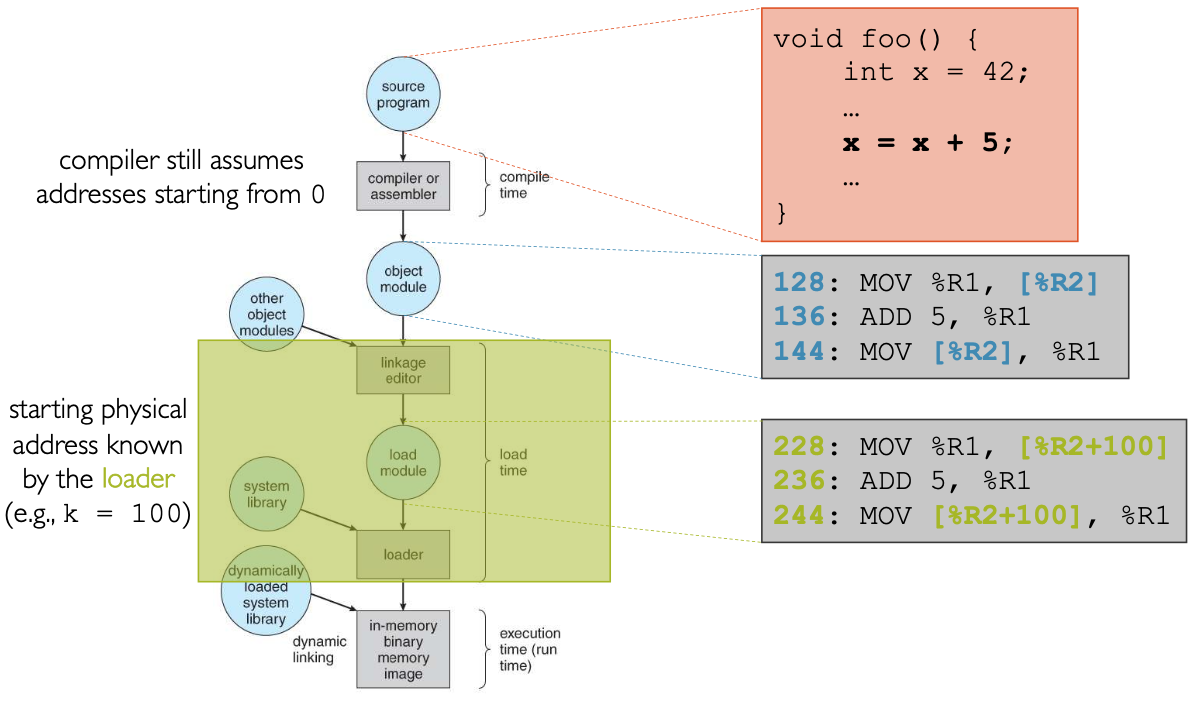 void foo() {
int x = 42;
…
x = x + 5;
…
}
source
program
compiler still assumes
addresses starting from 0
compiler or
assembler
compile
time
object
module
128: MOV %R1, [%R2]
136: ADD 5, %R1
144: MOV [%R2], %R1
other
object
modules
linkage
editor
starting physical
address known
by the loader
(e.g., k = 100)
load
module
load
time
228: MOV %R1, [%R2+100]
236: ADD 5, %R1
244: MOV [%R2+100], %R1
system
library
loader
dynamically
loaded
system
library
dynamic
linking
in-memory
binary
memory
image
execution
time (run
time)